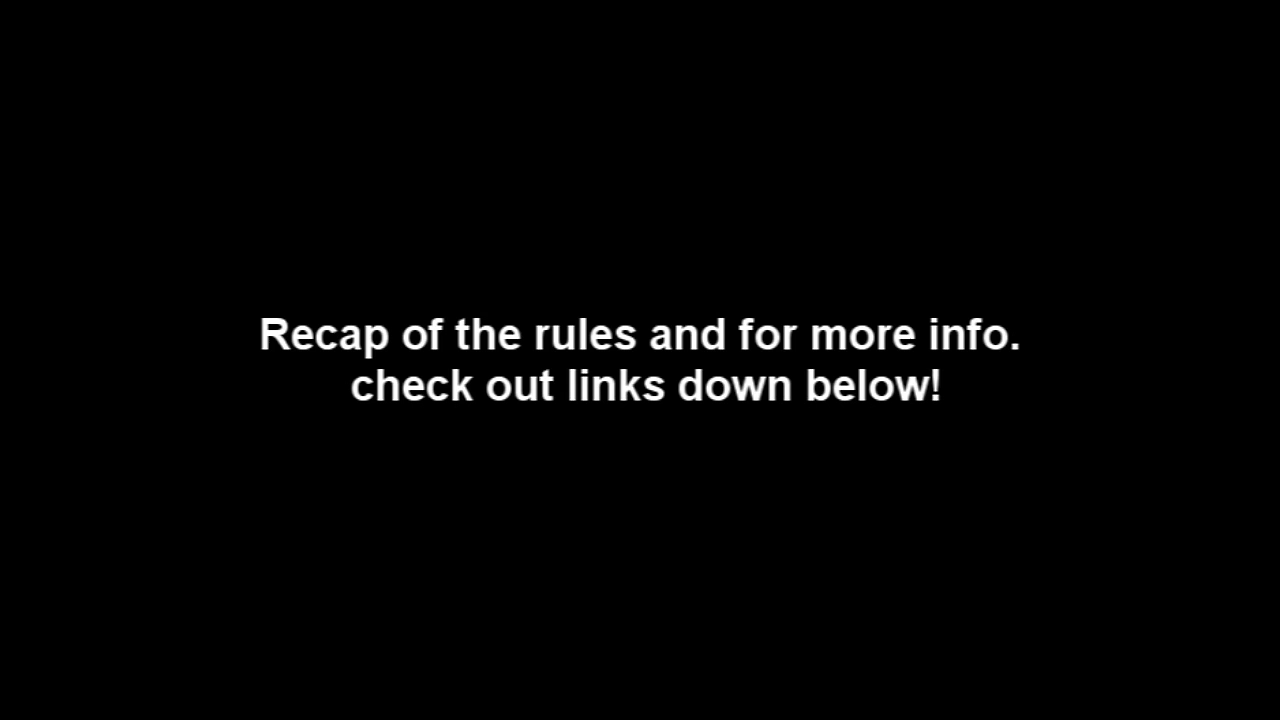 Recap of the rules and for more info.
check out links down below!